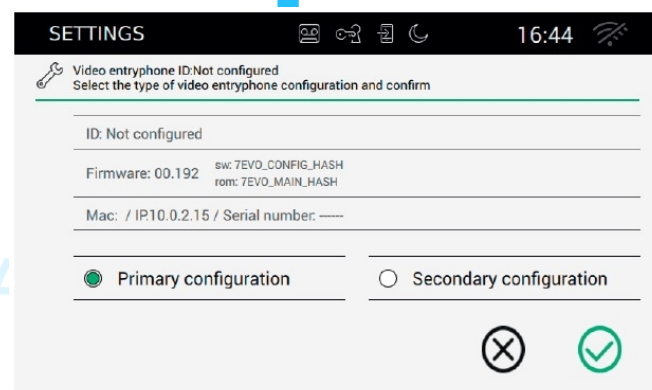 SETTINGS 16:44
Video entryphone ID:Not configured
Select the type of video entryphone configuration and confirm
ID: Not configured
Firmware: 00.192
sw: 7EVO_CONFIG_HASH
rom: 7EVO_MAIN_HASH
Mac: / IP.10.0.2.15 / Serial number: ------
Primary configuration
Secondary configuration